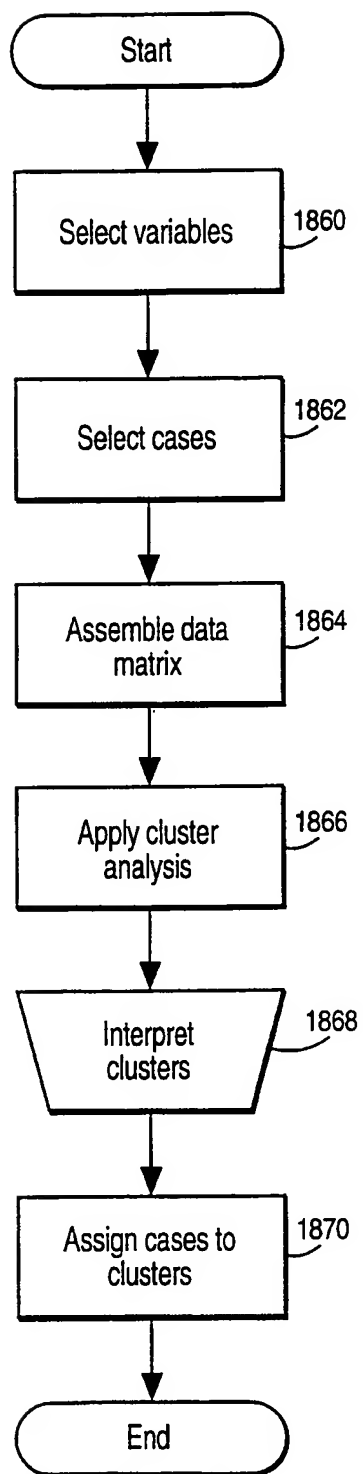 Start
Select variables
1860
Select cases
1862
Assemble data
matrix
1864
Apply cluster
analysis
1866
Interpret
clusters
1868
Assign cases to
clusters
1870
End